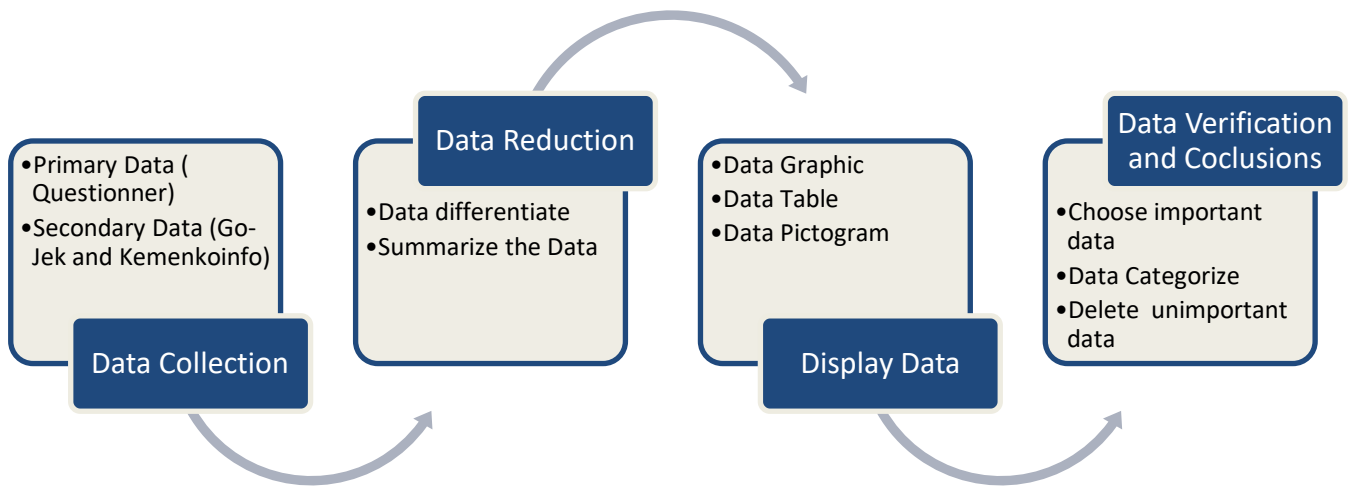 •Primary Data (
Questionner)
•Secondary Data (Go-
Jek and Kemenkoinfo)
Data Collection
Data Reduction
•Data differentiate
•Summarize the Data
•Data Graphic
•Data Table
•Data Pictogram
Display Data
Data Verification
and Coclusions
•Choose important
data
•Data Categorize
•Delete unimportant
data